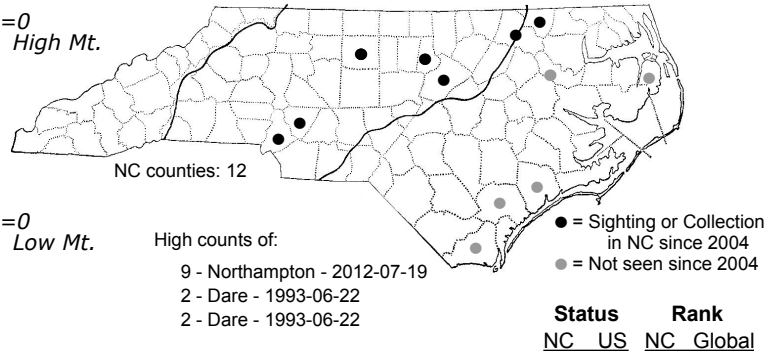 =0
High Mt.
NC counties: 12
=0
Low Mt.
High counts of:
9 - Northampton - 2012-07-19
2 - Dare - 1993-06-22
2 - Dare - 1993-06-22
= Sighting or Collection
in NC since 2004
= Not seen since 2004
Status Rank
NC US NC Global